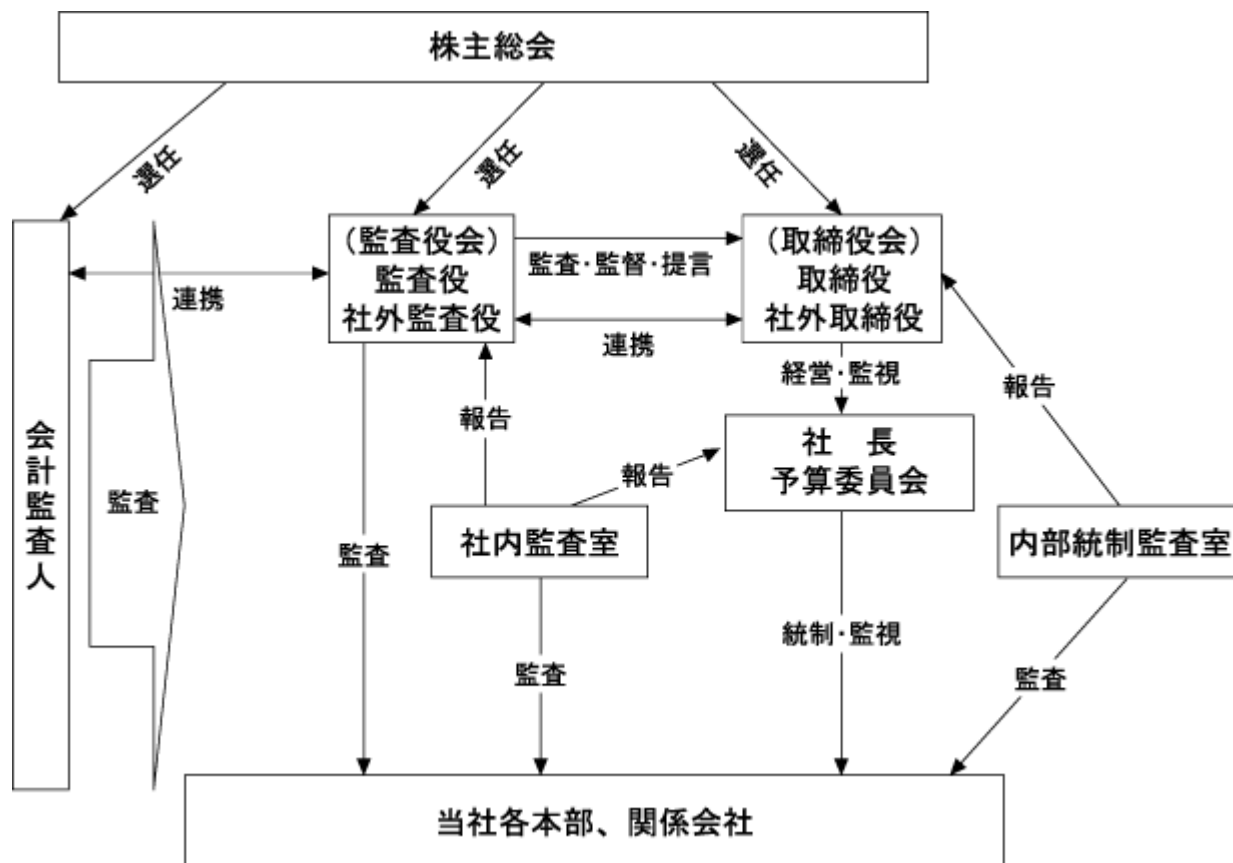 株主総会
選任
選任
選任
(監査役会)
監査役
社外監査役
監査・監督・提言
連携
(取締役会)
取締役
社外取締役
連携
経営・監視
報告
報告
報告
社　長
予算委員会
会計監査人
監査
社内監査室
内部統制監査室
監査
監査
統制・監視
監査
当社各本部、関係会社